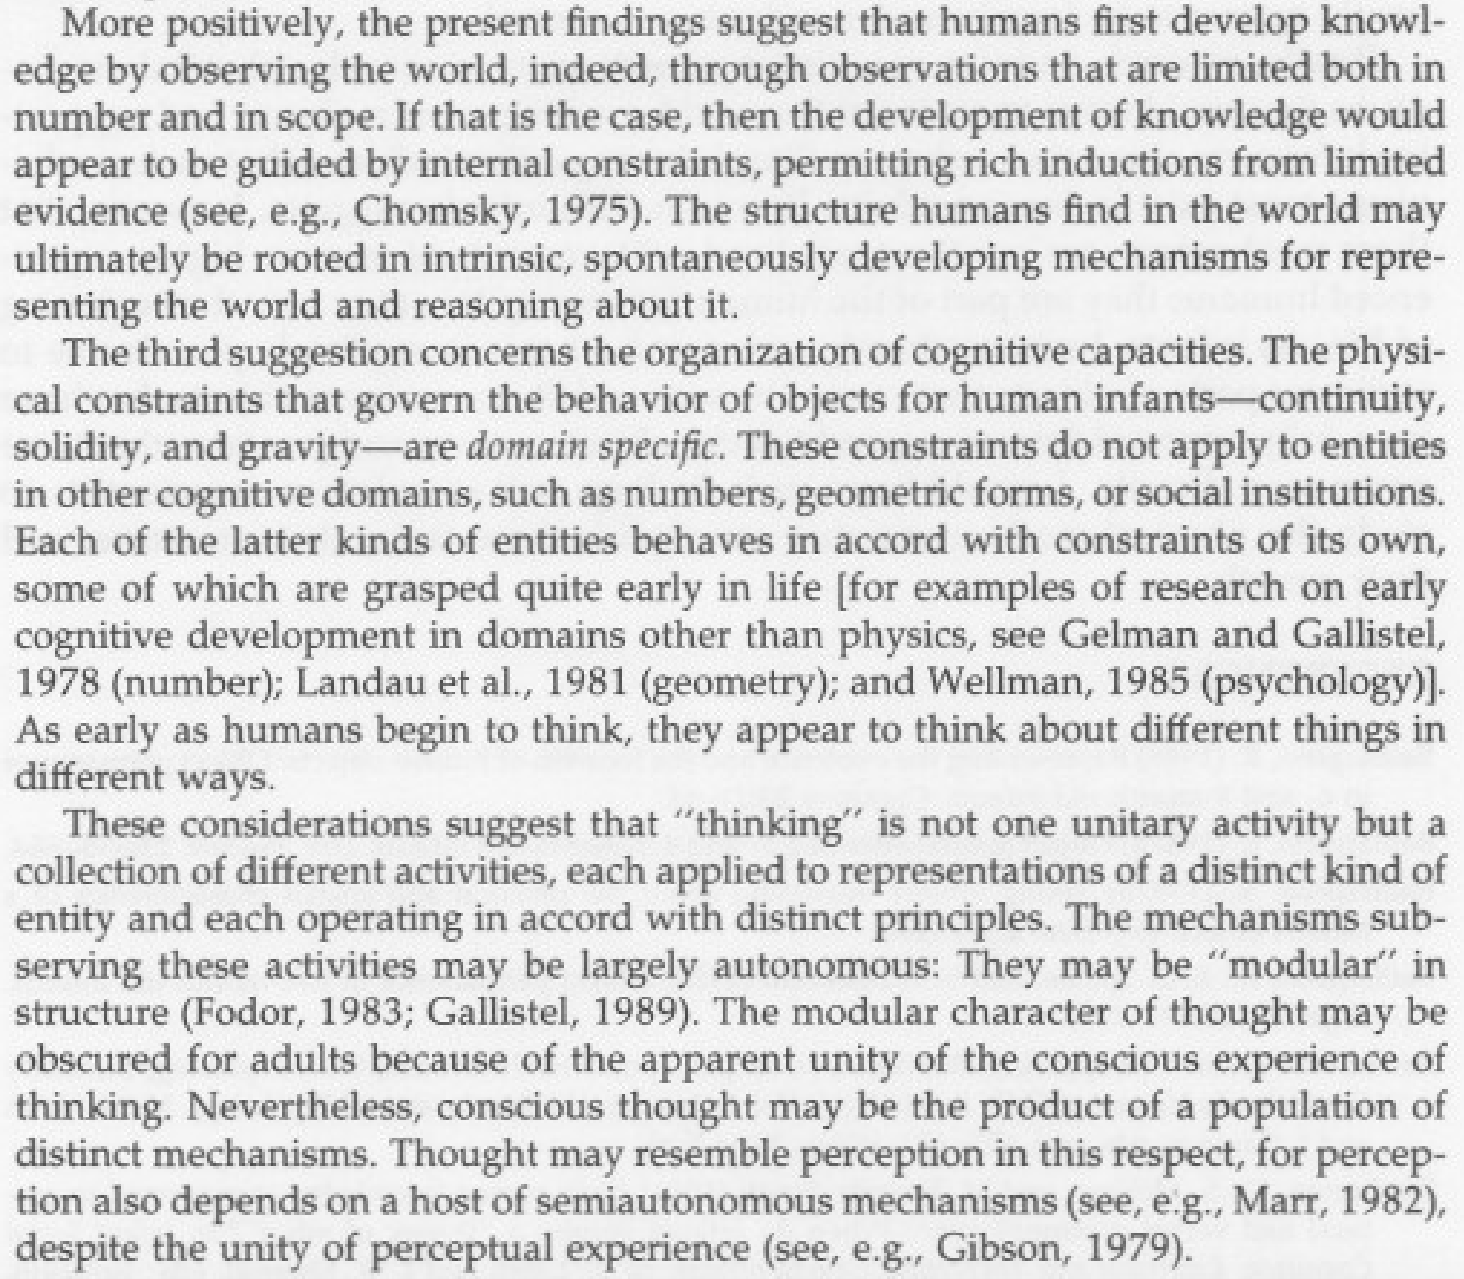 More positively, the present findings suggest that humans first develop knowl-
edge by observing the world, indeed, through observations that are limited both in
number and in scope. If that is the case, then the development of knowledge would
appear to be guided by internal constraints, permitting rich inductions from limited
evidence (see, e.g., Chomsky, 1975). The structure humans find in the world may
ultimately be rooted in intrinsic, spontaneously developing mechanisms for repre-
senting the world and reasoning about it.
The third suggestion concerns the organization of cognitive capacities. The physi-
cal constraints that govern the behavior of objects for human infants—continuity,
solidity, and gravity—are domain specific. These constraints do not apply to entities
in other cognitive domains, such as numbers, geometric forms, or social institutions.
Each of the latter kinds of entities behaves in accord with constraints of its own,
some of which are grasped quite early in life [for examples of research on early
cognitive development in domains other than physics, see Gelman and Gallistel,
1978 (number); Landau et al., 1981 (geometry); and Wellman, 1985 (psychology)].
As early as humans begin to think, they appear to think about different things in
different ways.
These considerations suggest that "thinking" is not one unitary activity but a
collection of different activities, each applied to representations of a distinct kind of
entity and each operating in accord with distinct principles. The mechanisms sub-
serving these activities may be largely autonomous: They may be "modular" in
structure (Fodor, 1983; Gallistel, 1989). The modular character of thought may be
obscured for adults because of the apparent unity of the conscious experience of
thinking. Nevertheless, conscious thought may be the product of a population of
distinct mechanisms. Thought may resemble perception in this respect, for percep-
tion also depends on a host of semiautonomous mechanisms (see, e.g., Marr, 1982),
despite the unity of perceptual experience (see, e.g., Gibson, 1979).